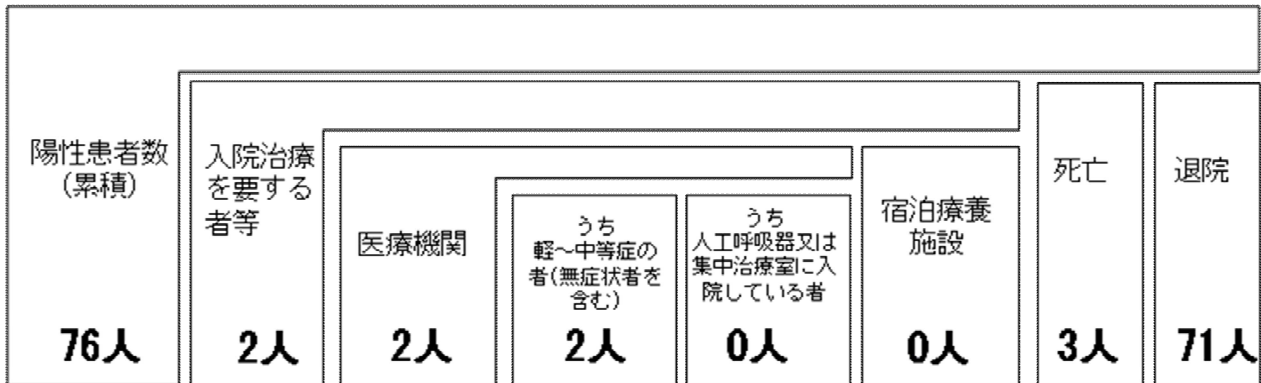 陽性患者数
(累積)
76人
入院治療
を要する
者等
2人
医療機関
2人
うち
軽～中等症の
者(無症状者を
含む)
2人
うち
人工呼吸器又は
集中治療室に入
院している者
0人
宿泊療養
施設
0人
死亡
3人
退院
71人